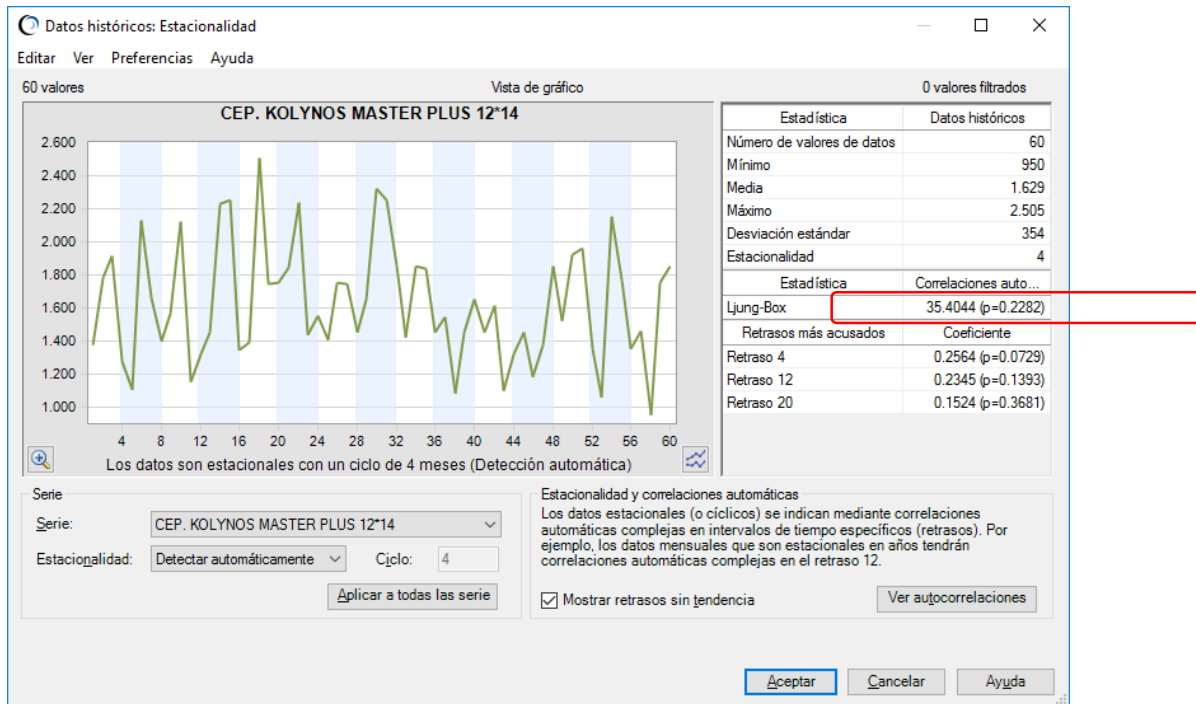 Datos históricos: Estacionalidad
Editar Ver Preferencias Ayuda
60 valores Vista de gráfico 0 valores filtrados
CEP. KOLYNOS MASTER PLUS 12*14
2.600
2.400
2.200
2.000
1.800
1.600
1.400
1.200
1.000
4 8 12 16 20 24 28 32 36 40 44 48 52 56 60
Los datos son estacionales con un ciclo de 4 meses (Detección automática)
Estadística Datos históricos
Número de valores de datos 60
Mínimo 950
Media 1.629
Máximo 2.505
Desviación estándar 354
Estacionalidad 4
Estadística Correlaciones auto...
Ljung-Box 35.4044 (p=0.2282)
Retrasos más acusados Coeficiente
Retraso 4 0.2564 (p=0.0729)
Retraso 12 0.2345 (p=0.1393)
Retraso 20 0.1524 (p=0.3681)
Serie
Serie: CEP. KOLYNOS MASTER PLUS 12*14
Estacionalidad: Detectar automáticamente Ciclo: 4
Aplicar a todas las serie
Estacionalidad y correlaciones automáticas
Los datos estacionales (o cíclicos) se indican mediante correlaciones
automáticas complejas en intervalos de tiempo específicos (retrasos). Por
ejemplo, los datos mensuales que son estacionales en años tendrán
correlaciones automáticas complejas en el retraso 12.
Mostrar retrasos sin tendencia Ver autocorrelaciones
Aceptar Cancelar Ayuda